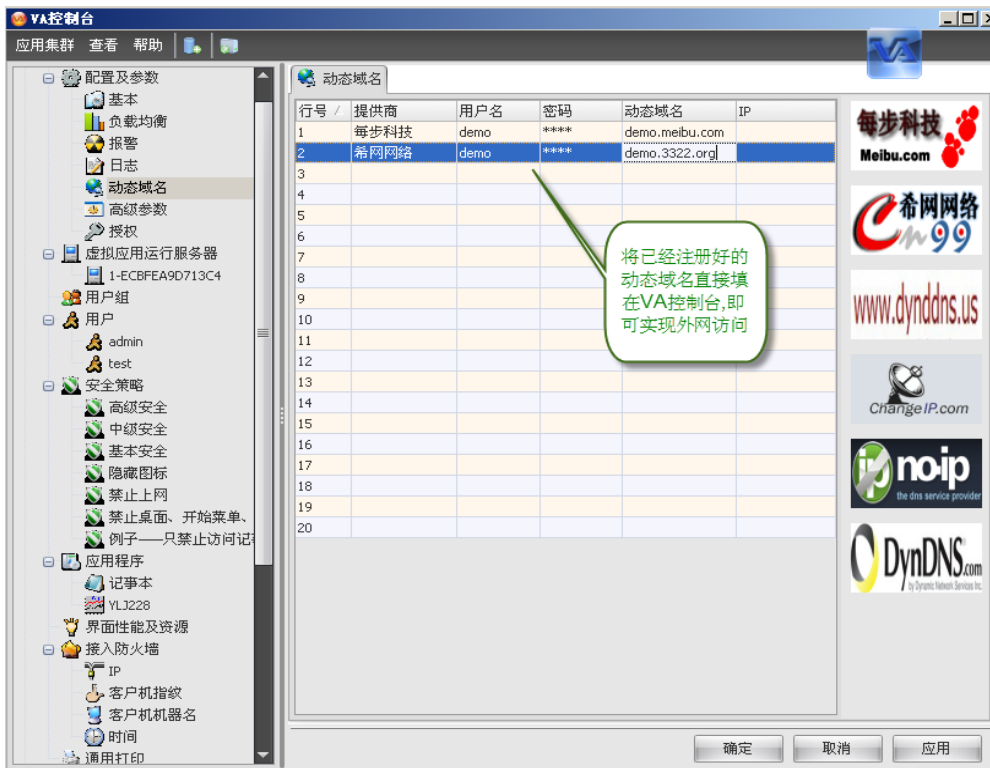 VA控制台
应用集群 查看 帮助
VA
配置及参数
基本
负载均衡
报警
日志
动态域名
高级参数
授权
虚拟应用运行服务器
1-ECBFEA9D713C4
用户组
用户
admin
test
安全策略
高级安全
中级安全
基本安全
隐藏图标
禁止上网
禁止桌面、开始菜单、
例子——只禁止访问记
应用程序
记事本
YLJ228
界面性能及资源
接入防火墙
IP
客户机指纹
客户机机器名
时间
通用打印
动态域名
行号 提供商 用户名 密码 动态域名 IP
1 每步科技 demo **** demo.meibu.com
2 希网网络 demo **** demo.3322.org
3
4
5
6
7
8
9
10
11
12
13
14
15
16
17
18
19
20
将已经注册好的
动态域名直接填
在VA控制台,即
可实现外网访问
每步科技
Meibu.com
希网网络
Cn99
www.dynddns.us
ChangeIP.com
no-ip
the dns service provider
DynDNS.com
by Dynamic Network Services Inc.
确定 取消 应用